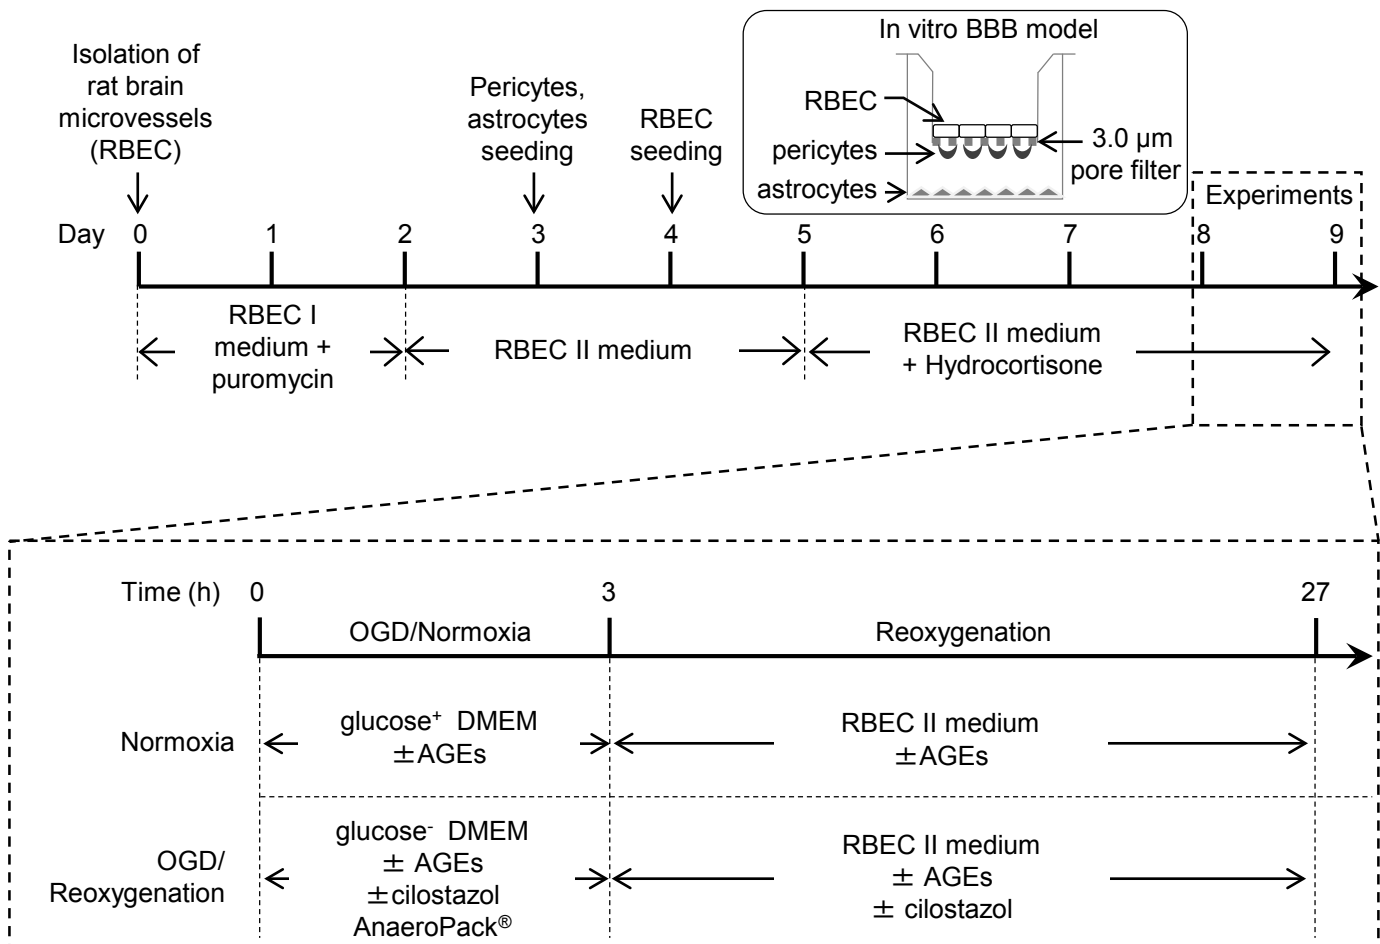 In vitro BBB model
RBEC
pericytes
astrocytes
3.0 μm
pore filter
Isolation of
rat brain
microvessels
(RBEC)
Pericytes,
astrocytes
seeding
RBEC
seeding
Experiments
Day 0 1 2 3 4 5 6 7 8 9
RBEC I
medium +
puromycin
RBEC II medium
RBEC II medium
+ Hydrocortisone
Time (h) 0 3 27
OGD/Normoxia
Reoxygenation
Normoxia
glucose⁺ DMEM
±AGEs
RBEC II medium
±AGEs
OGD/
Reoxygenation
glucose⁻ DMEM
± AGEs
±cilostazol
AnaeroPack®
RBEC II medium
± AGEs
± cilostazol